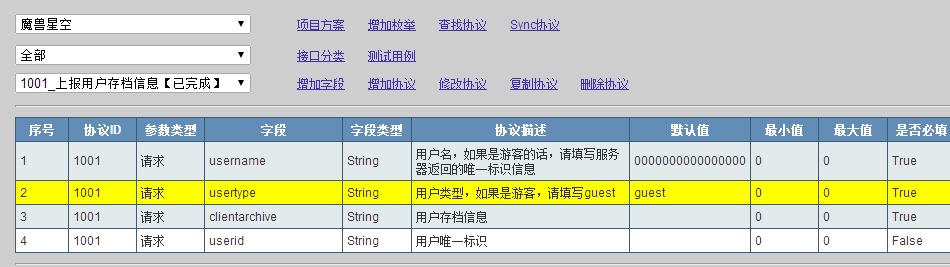 魔兽星空 项目方案 增加枚举 查找协议 Sync协议
全部 接口分类 测试用例
1001_上报用户存档信息【已完成】 增加字段 增加协议 修改协议 复制协议 删除协议
序号 协议ID 参数类型 字段 字段类型 协议描述 默认值 最小值 最大值 是否必填
1 1001 请求 username String 用户名，如果是游客的话，请填写服务 0000000000000000 0 0 True
器返回的唯一标识信息
2 1001 请求 usertype String 用户类型，如果是游客，请填写guest guest 0 0 True
3 1001 请求 clientarchive String 用户存档信息 0 0 True
4 1001 请求 userid String 用户唯一标识 0 0 False